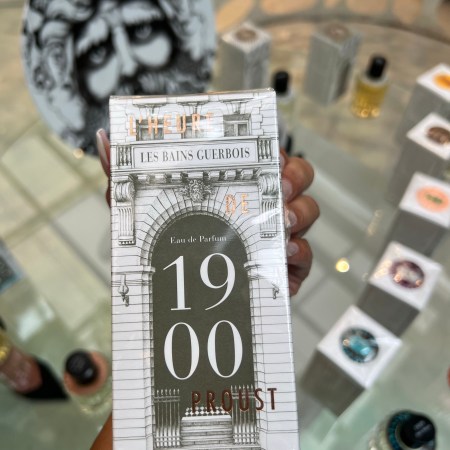 L'HEURE
LES BAINS GUERBOIS
DE
Eau de Parfum
19
00
PROUST